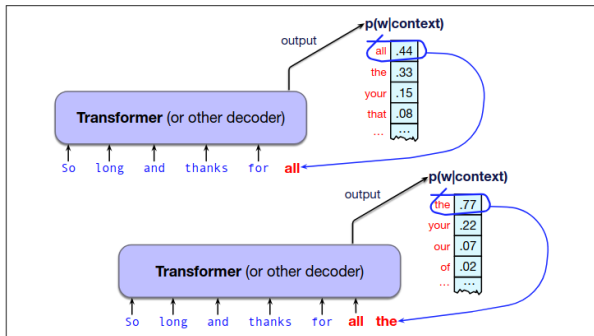 p(w|context)
output
all .44
the .33
your .15
that .08
... ...
Transformer (or other decoder)
So long and thanks for all
p(w|context)
output
the .77
your .22
our .07
of .02
... ...
Transformer (or other decoder)
So long and thanks for all the